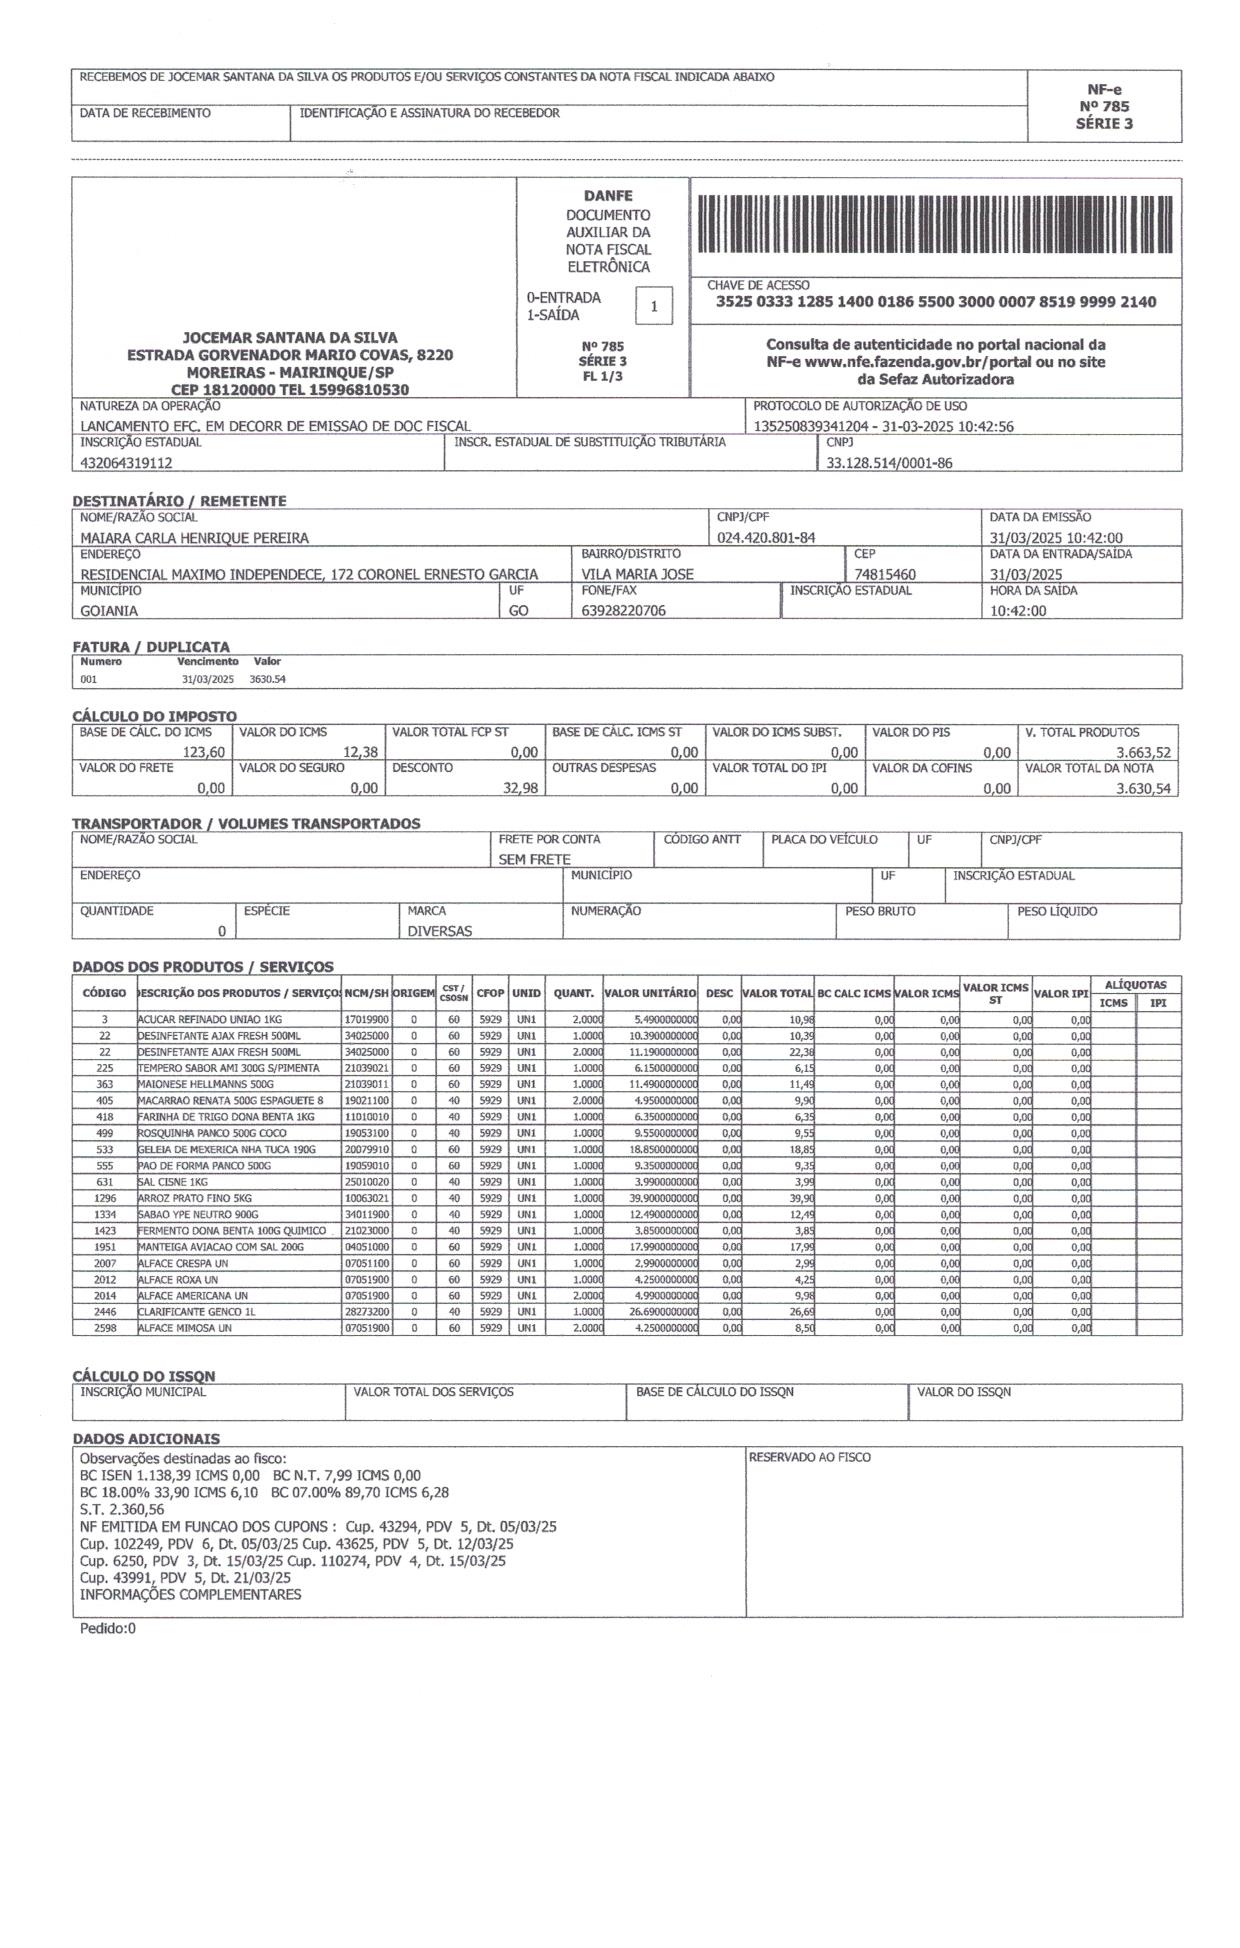 RECEBEMOS DE JOCEMAR SANTANA DA SILVA OS PRODUTOS E/OU SERVIÇOS CONSTANTES DA NOTA FISCAL INDICADA ABAIXO
DATA DE RECEBIMENTO IDENTIFICAÇÃO E ASSINATURA DO RECEBEDOR
NF-e
Nº 785
SÉRIE 3
JOCEMAR SANTANA DA SILVA
ESTRADA GORVENADOR MARIO COVAS, 8220
MOREIRAS - MAIRINQUE/SP
CEP 18120000 TEL 15996810530
DANFE
DOCUMENTO
AUXILIAR DA
NOTA FISCAL
ELETRÔNICA
0-ENTRADA
1-SAÍDA
1
Nº 785
SÉRIE 3
FL 1/3
CHAVE DE ACESSO
3525 0333 1285 1400 0186 5500 3000 0007 8519 9999 2140
Consulta de autenticidade no portal nacional da
NF-e www.nfe.fazenda.gov.br/portal ou no site
da Sefaz Autorizadora
NATUREZA DA OPERAÇÃO PROTOCOLO DE AUTORIZAÇÃO DE USO
LANCAMENTO EFC. EM DECORR DE EMISSAO DE DOC FISCAL 135250839341204 - 31-03-2025 10:42:56
INSCRIÇÃO ESTADUAL INSCR. ESTADUAL DE SUBSTITUIÇÃO TRIBUTÁRIA CNPJ
432064319112 33.128.514/0001-86
DESTINATÁRIO / REMETENTE
NOME/RAZÃO SOCIAL CNPJ/CPF DATA DA EMISSÃO
MAIARA CARLA HENRIQUE PEREIRA 024.420.801-84 31/03/2025 10:42:00
ENDEREÇO BAIRRO/DISTRITO CEP DATA DA ENTRADA/SAÍDA
RESIDENCIAL MAXIMO INDEPENDECE, 172 CORONEL ERNESTO GARCIA VILA MARIA JOSE 74815460 31/03/2025
MUNICÍPIO UF FONE/FAX INSCRIÇÃO ESTADUAL HORA DA SAÍDA
GOIANIA GO 63928220706 10:42:00
FATURA / DUPLICATA
Numero Vencimento Valor
001 31/03/2025 3630.54
CÁLCULO DO IMPOSTO
BASE DE CÁLC. DO ICMS VALOR DO ICMS VALOR TOTAL FCP ST BASE DE CÁLC. ICMS ST VALOR DO ICMS SUBST. VALOR DO PIS V. TOTAL PRODUTOS
123,60 12,38 0,00 0,00 0,00 0,00 3.663,52
VALOR DO FRETE VALOR DO SEGURO DESCONTO OUTRAS DESPESAS VALOR TOTAL DO IPI VALOR DA COFINS VALOR TOTAL DA NOTA
0,00 0,00 32,98 0,00 0,00 0,00 3.630,54
TRANSPORTADOR / VOLUMES TRANSPORTADOS
NOME/RAZÃO SOCIAL FRETE POR CONTA CÓDIGO ANTT PLACA DO VEÍCULO UF CNPJ/CPF
SEM FRETE
ENDEREÇO MUNICÍPIO UF INSCRIÇÃO ESTADUAL
QUANTIDADE ESPÉCIE MARCA NUMERAÇÃO PESO BRUTO PESO LÍQUIDO
0 DIVERSAS
DADOS DOS PRODUTOS / SERVIÇOS
CÓDIGO DESCRIÇÃO DOS PRODUTOS / SERVIÇO NCM/SH ORIGEM CST / CSOSN CFOP UNID QUANT. VALOR UNITÁRIO DESC VALOR TOTAL BC CALC ICMS VALOR ICMS VALOR ICMS ST VALOR IPI ALÍQUOTAS ICMS IPI
3 ACUCAR REFINADO UNIAO 1KG 17019900 0 60 5929 UN1 2.0000 5.4900000000 0,00 10,98 0,00 0,00 0,00 0,00
22 DESINFETANTE AJAX FRESH 500ML 34025000 0 60 5929 UN1 1.0000 10.3900000000 0,00 10,39 0,00 0,00 0,00 0,00
22 DESINFETANTE AJAX FRESH 500ML 34025000 0 60 5929 UN1 2.0000 11.1900000000 0,00 22,38 0,00 0,00 0,00 0,00
225 TEMPERO SABOR AMI 300G S/PIMENTA 21039021 0 60 5929 UN1 1.0000 6.1500000000 0,00 6,15 0,00 0,00 0,00 0,00
363 MAIONESE HELLMANNS 500G 21039011 0 60 5929 UN1 1.0000 11.4900000000 0,00 11,49 0,00 0,00 0,00 0,00
405 MACARRAO RENATA 500G ESPAGUETE 8 19021100 0 40 5929 UN1 2.0000 4.9500000000 0,00 9,90 0,00 0,00 0,00 0,00
418 FARINHA DE TRIGO DONA BENTA 1KG 11010010 0 40 5929 UN1 1.0000 6.3500000000 0,00 6,35 0,00 0,00 0,00 0,00
499 ROSQUINHA PANCO 500G COCO 19053100 0 40 5929 UN1 1.0000 9.5500000000 0,00 9,55 0,00 0,00 0,00 0,00
533 GELEIA DE MEXERICA NHA TUCA 190G 20079910 0 60 5929 UN1 1.0000 18.8500000000 0,00 18,85 0,00 0,00 0,00 0,00
555 PAO DE FORMA PANCO 500G 19059010 0 60 5929 UN1 1.0000 9.3500000000 0,00 9,35 0,00 0,00 0,00 0,00
631 SAL CISNE 1KG 25010020 0 40 5929 UN1 1.0000 3.9900000000 0,00 3,99 0,00 0,00 0,00 0,00
1296 ARROZ PRATO FINO 5KG 10063021 0 40 5929 UN1 1.0000 39.9000000000 0,00 39,90 0,00 0,00 0,00 0,00
1334 SABAO YPE NEUTRO 900G 34011900 0 40 5929 UN1 1.0000 12.4900000000 0,00 12,49 0,00 0,00 0,00 0,00
1423 FERMENTO DONA BENTA 100G QUIMICO 21023000 0 40 5929 UN1 1.0000 3.8500000000 0,00 3,85 0,00 0,00 0,00 0,00
1951 MANTEIGA AVIACAO COM SAL 200G 04051000 0 60 5929 UN1 1.0000 17.9900000000 0,00 17,99 0,00 0,00 0,00 0,00
2007 ALFACE CRESPA UN 07051100 0 60 5929 UN1 1.0000 2,9900000000 0,00 2,99 0,00 0,00 0,00 0,00
2012 ALFACE ROXA UN 07051900 0 60 5929 UN1 1.0000 4.2500000000 0,00 4,25 0,00 0,00 0,00 0,00
2014 ALFACE AMERICANA UN 07051900 0 60 5929 UN1 2.0000 4.9900000000 0,00 9,98 0,00 0,00 0,00 0,00
2446 CLARIFICANTE GENCO 1L 28273200 0 40 5929 UN1 1.0000 26.6900000000 0,00 26,69 0,00 0,00 0,00 0,00
2598 ALFACE MIMOSA UN 07051900 0 60 5929 UN1 2.0000 4.2500000000 0,00 8,50 0,00 0,00 0,00 0,00
CÁLCULO DO ISSQN
INSCRIÇÃO MUNICIPAL VALOR TOTAL DOS SERVIÇOS BASE DE CÁLCULO DO ISSQN VALOR DO ISSQN
DADOS ADICIONAIS
Observações destinadas ao fisco: RESERVADO AO FISCO
BC ISEN 1.138,39 ICMS 0,00 BC N.T. 7,99 ICMS 0,00
BC 18.00% 33,90 ICMS 6,10 BC 07.00% 89,70 ICMS 6,28
S.T. 2.360,56
NF EMITIDA EM FUNCAO DOS CUPONS : Cup. 43294, PDV 5, Dt. 05/03/25
Cup. 102249, PDV 6, Dt. 05/03/25 Cup. 43625, PDV 5, Dt. 12/03/25
Cup. 6250, PDV 3, Dt. 15/03/25 Cup. 110274, PDV 4, Dt. 15/03/25
Cup. 43991, PDV 5, Dt. 21/03/25
INFORMAÇÕES COMPLEMENTARES
Pedido:0